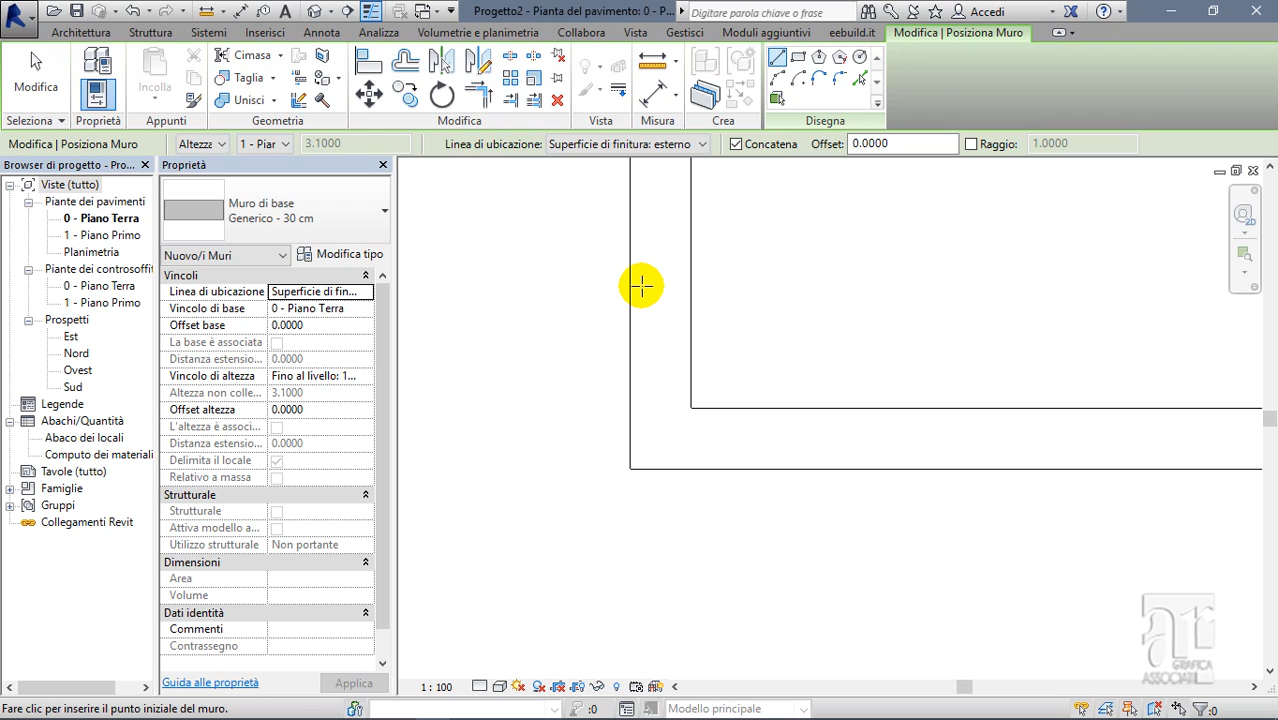 Progetto2 - Pianta del pavimento: 0 - P...
Digitare parola chiave o frase
Accedi
Architettura
Struttura
Sistemi
Inserisci
Annota
Analizza
Volumetrie e planimetria
Collabora
Vista
Gestisci
Moduli aggiuntivi
eebuild.it
Modifica | Posiziona Muro
Modifica
Incolla
Cimasa
Taglia
Unisci
Seleziona
Proprietà
Appunti
Geometria
Modifica
Vista
Misura
Crea
Disegna
Modifica | Posiziona Muro
Altezza
1 - Piar
3.1000
Linea di ubicazione:
Superficie di finitura: esterno
Concatena
Offset:
0.0000
Raggio:
1.0000
Browser di progetto - Pro...
Viste (tutto)
Piante dei pavimenti
0 - Piano Terra
1 - Piano Primo
Planimetria
Piante dei controsoffit
0 - Piano Terra
1 - Piano Primo
Prospetti
Est
Nord
Ovest
Sud
Legende
Abachi/Quantità
Abaco dei locali
Computo dei materiali
Tavole (tutto)
Famiglie
Gruppi
Collegamenti Revit
Proprietà
Muro di base
Generico - 30 cm
Nuovo/i Muri
Modifica tipo
Vincoli
Linea di ubicazione Superficie di fin...
Vincolo di base 0 - Piano Terra
Offset base 0.0000
La base è associata
Distanza estensio... 0.0000
Vincolo di altezza Fino al livello: 1...
Altezza non colle... 3.1000
Offset altezza 0.0000
L'altezza è associ...
Distanza estensio... 0.0000
Delimita il locale
Relativo a massa
Strutturale
Strutturale
Attiva modello a...
Utilizzo strutturale Non portante
Dimensioni
Area
Volume
Dati identità
Commenti
Contrassegno
Guida alle proprietà
Applica
2D
1 : 100
ar
GRAFICA
ASSOCIATI
Fare clic per inserire il punto iniziale del muro.
:0
Modello principale
:0